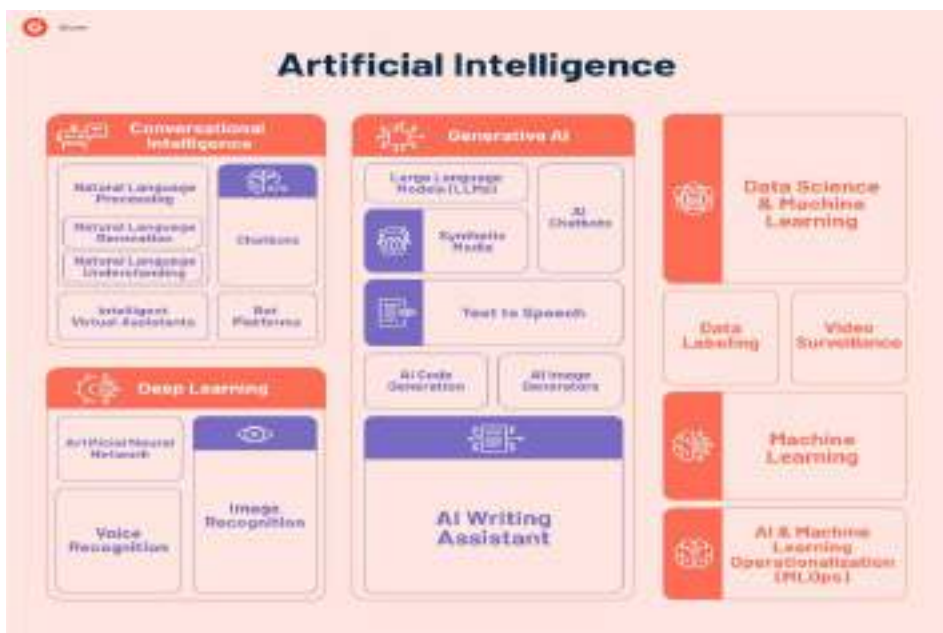 Artificial Intelligence
Conversational
Intelligence
Natural Language
Processing
Natural Language
Generation
Natural Language
Understanding
Chatbots
Intelligent
Virtual Assistants
Bot
Platforms
Deep Learning
Artificial Neural
Network
Voice
Recognition
Image
Recognition
Generative AI
Large Language
Models (LLMs)
AI
Chatbots
Synthetic
Media
Text to Speech
AI Code
Generation
AI Image
Generators
AI Writing
Assistant
Data Science
& Machine
Learning
Data
Labeling
Video
Surveillance
Machine
Learning
AI & Machine
Learning
Operationalization
(MLOps)